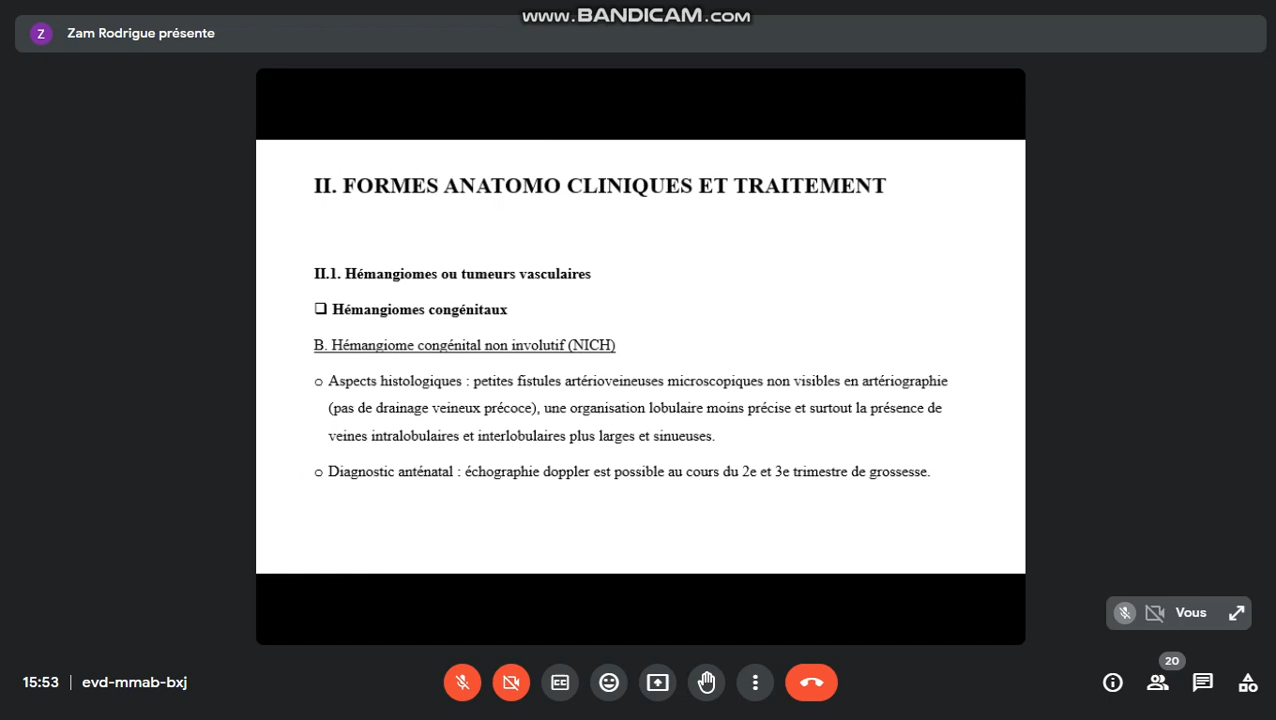 www.BANDICAM.com
Z
Zam Rodrigue présente
II. FORMES ANATOMO CLINIQUES ET TRAITEMENT
II.1. Hémangiomes ou tumeurs vasculaires
❑ Hémangiomes congénitaux
B. Hémangiome congénital non involutif (NICH)
o Aspects histologiques : petites fistules artérioveineuses microscopiques non visibles en artériographie
(pas de drainage veineux précoce), une organisation lobulaire moins précise et surtout la présence de
veines intralobulaires et interlobulaires plus larges et sinueuses.
o Diagnostic anténatal : échographie doppler est possible au cours du 2e et 3e trimestre de grossesse.
Vous
20
15:53 | evd-mmab-bxj
CC